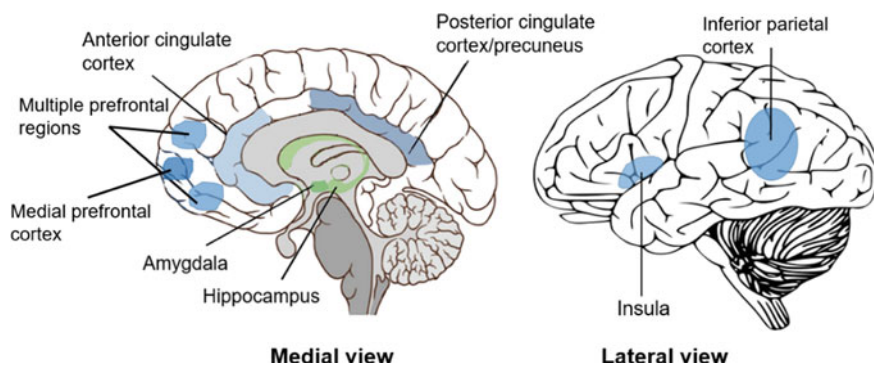 Anterior cingulate
cortex
Multiple prefrontal
regions
Medial prefrontal
cortex
Amygdala
Hippocampus
Posterior cingulate
cortex/precuneus
Medial view
Inferior parietal
cortex
Insula
Lateral view